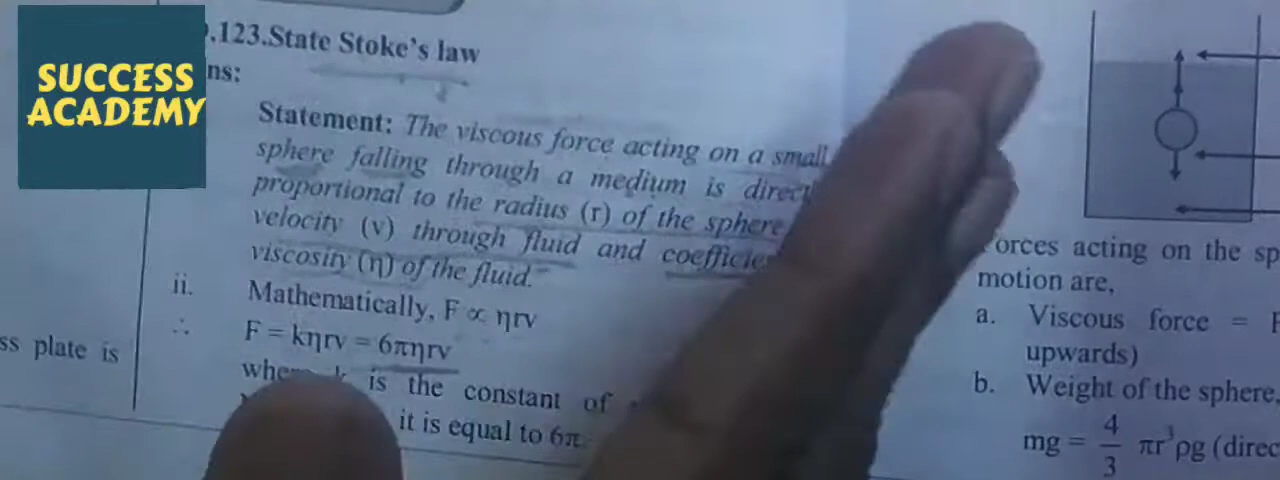 SUCCESS
ACADEMY
.123.State Stoke's law
ns:
Statement: The viscous force acting on a small
sphere falling through a medium is direct
proportional to the radius (r) of the sphere
velocity (v) through fluid and coefficie
viscosity (η) of the fluid.
ii. Mathematically, F ∝ ηrv
∴ F = kηrv = 6πηrv
is the constant of
it is equal to 6π.
ss plate is
orces acting on the sp
motion are,
a. Viscous force = F
upwards)
b. Weight of the sphere,
mg = 4/3 πr³ρg (direc